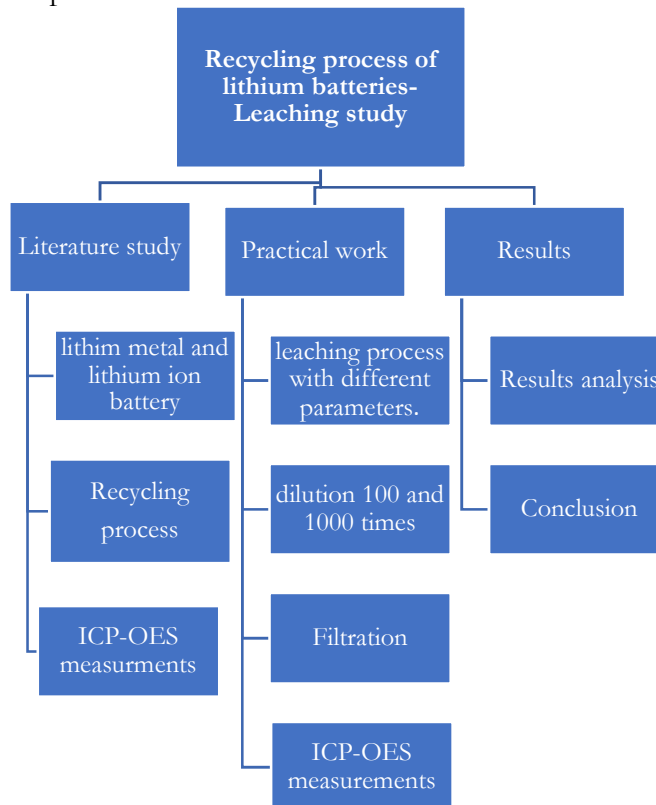 Recycling process of
lithium batteries-
Leaching study
Literature study
lithim metal and
lithium ion
battery
Recycling
process
ICP-OES
measurments
Practical work
leaching process
with different
parameters.
dilution 100 and
1000 times
Filtration
ICP-OES
measurements
Results
Results analysis
Conclusion